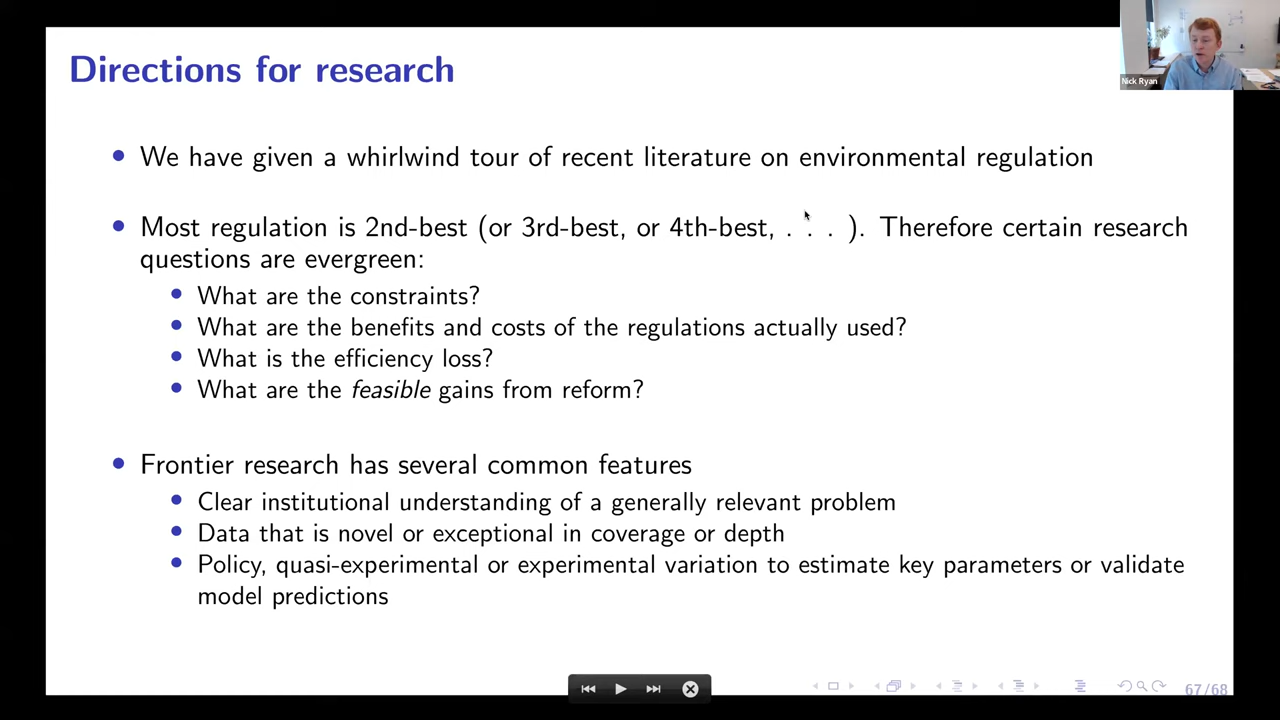 Directions for research
Nick Ryan
We have given a whirlwind tour of recent literature on environmental regulation
Most regulation is 2nd-best (or 3rd-best, or 4th-best, . . . ). Therefore certain research
questions are evergreen:
What are the constraints?
What are the benefits and costs of the regulations actually used?
What is the efficiency loss?
What are the feasible gains from reform?
Frontier research has several common features
Clear institutional understanding of a generally relevant problem
Data that is novel or exceptional in coverage or depth
Policy, quasi-experimental or experimental variation to estimate key parameters or validate
model predictions
67/68